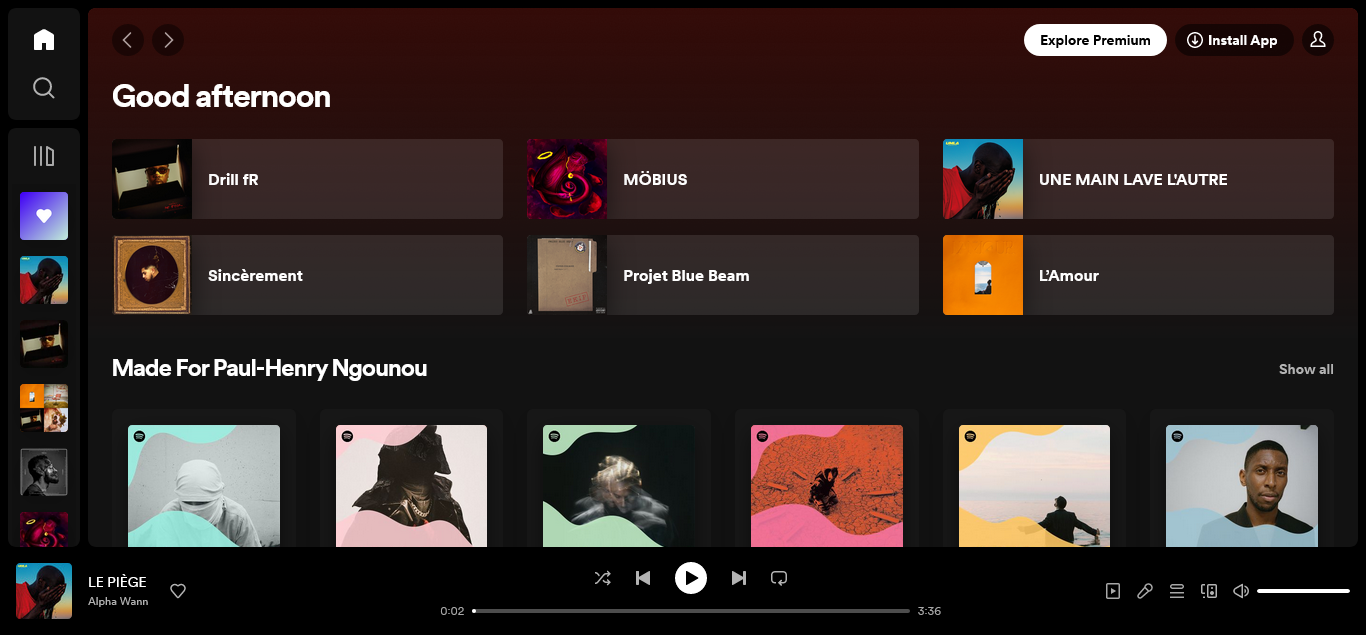 Explore Premium
Install App
Good afternoon
Drill fR
MÖBIUS
UNE MAIN LAVE L'AUTRE
Sincèrement
Projet Blue Beam
L’Amour
Made For Paul-Henry Ngounou
Show all
LE PIÈGE
Alpha Wann
0:02
3:36